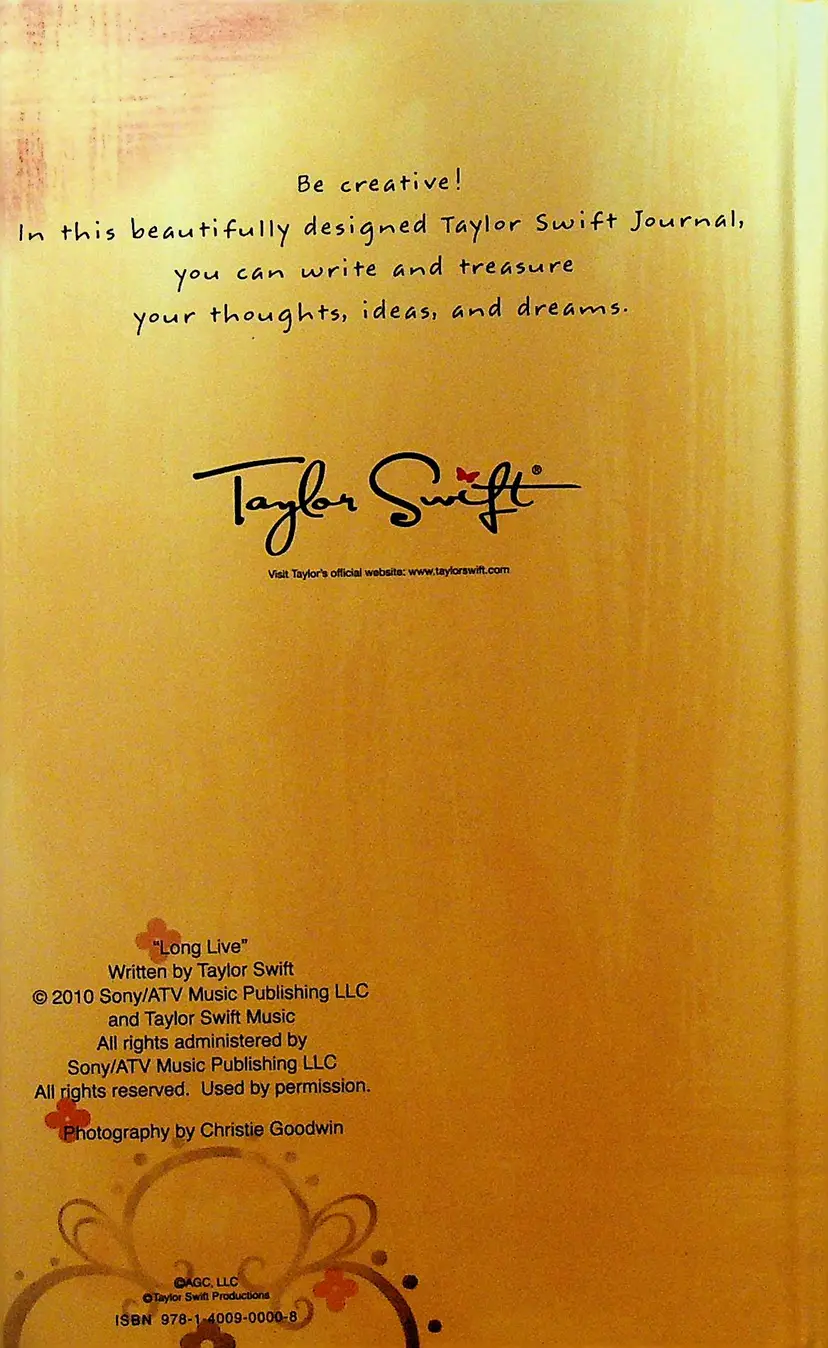 Be creative!
In this beautifully designed Taylor Swift Journal,
you can write and treasure
your thoughts, ideas, and dreams.
Taylor Swift®
Visit Taylor's official website: www.taylorswift.com
"Long Live"
Written by Taylor Swift
© 2010 Sony/ATV Music Publishing LLC
and Taylor Swift Music
All rights administered by
Sony/ATV Music Publishing LLC
All rights reserved. Used by permission.
Photography by Christie Goodwin
©AGC, LLC
©Taylor Swift Productions
ISBN 978-1-4009-0000-8